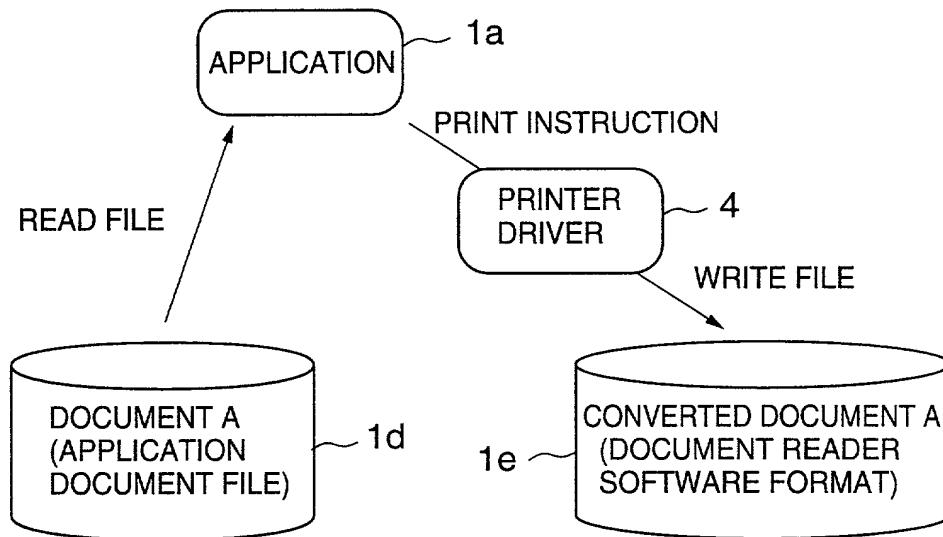 1a
APPLICATION
PRINT INSTRUCTION
PRINTER
DRIVER
4
READ FILE
WRITE FILE
DOCUMENT A
(APPLICATION
DOCUMENT FILE)
1d
CONVERTED DOCUMENT A
(DOCUMENT READER
SOFTWARE FORMAT)
1e